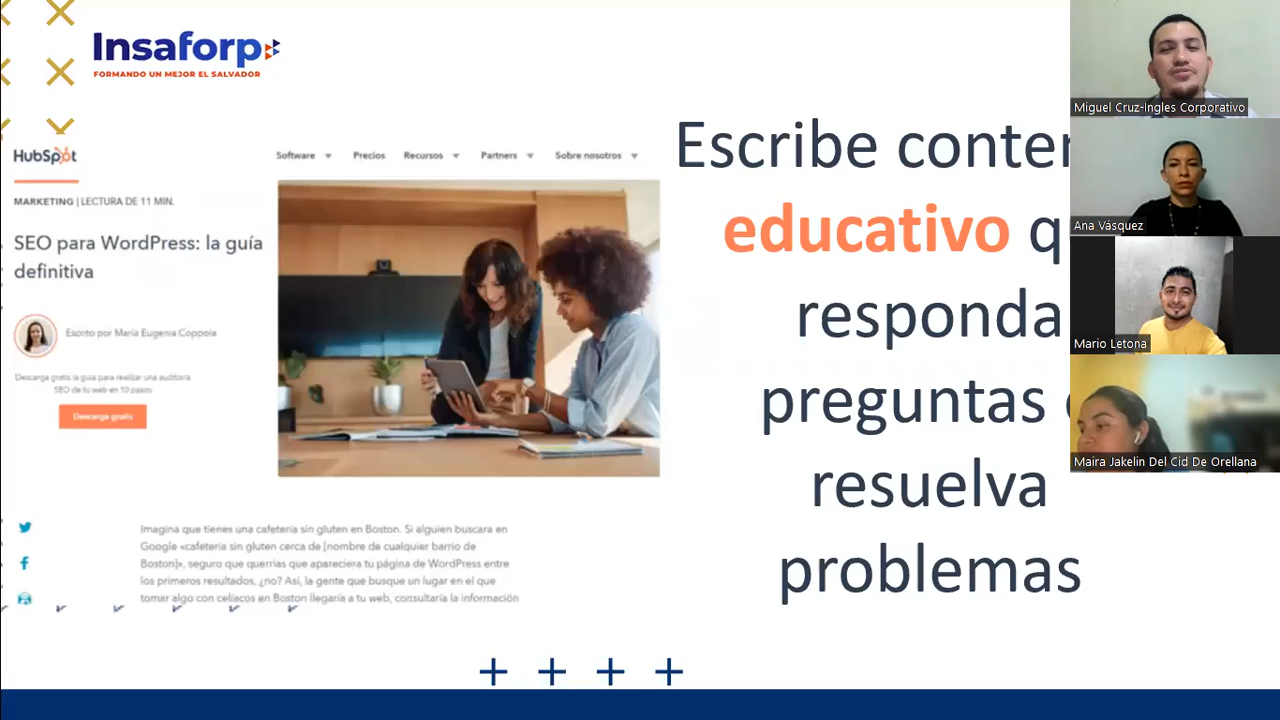 Insaforp
FORMANDO UN MEJOR EL SALVADOR
HubSpot
Software
Precios
Recursos
Partners
Sobre nosotros
MARKETING | LECTURA DE 11 MIN.
SEO para WordPress: la guía
definitiva
Escrito por María Eugenia Coppola
Descarga gratis la guía para realizar una auditoría
SEO de tu web en 10 pasos
Descarga gratis
Imagina que tienes una cafetería sin gluten en Boston. Si alguien buscara en
Google «cafetería sin gluten cerca de [nombre de cualquier barrio de
Boston]», seguro que querrías que apareciera tu página de WordPress entre
los primeros resultados, ¿no? Así, la gente que busque un lugar en el que
tomar algo con celíacos en Boston llegaría a tu web, consultaría la información
Escribe
educativo
responda
preguntas
resuelva
problemas
Miguel Cruz-Ingles Corporativo
Ana Vásquez
Mario Letona
Maira Jakelin Del Cid De Orellana